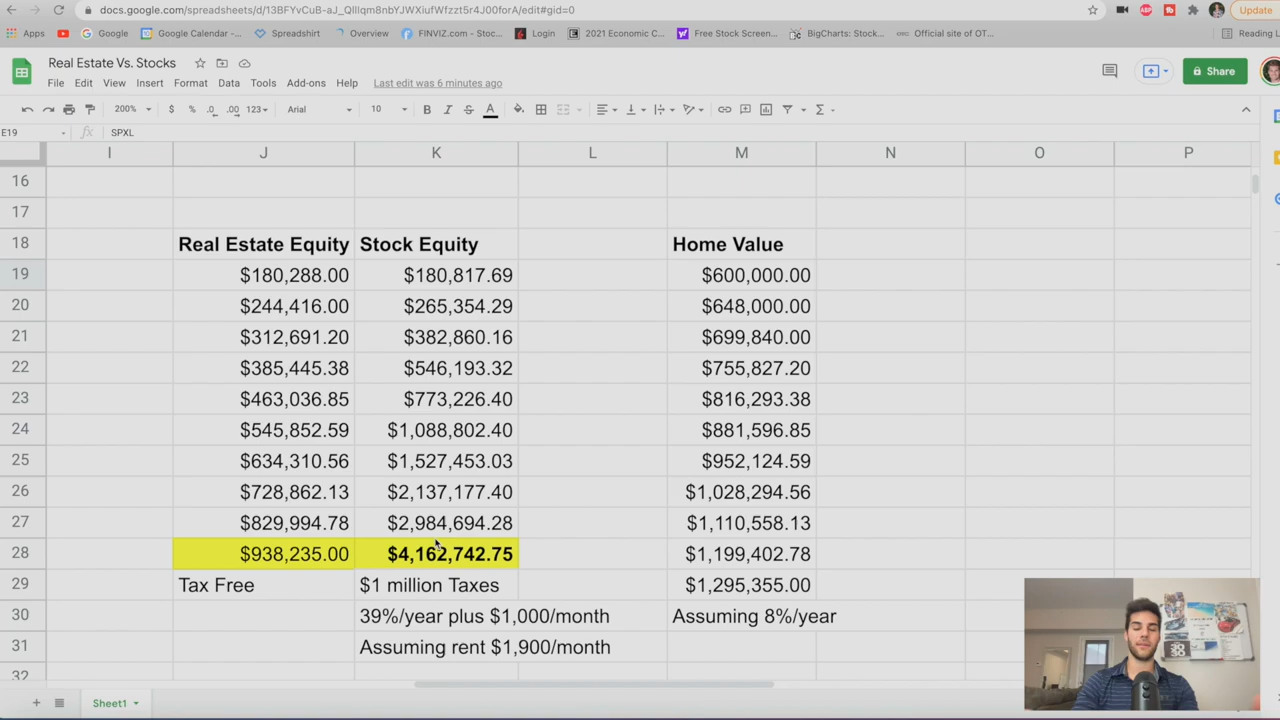 docs.google.com/spreadsheets/d/13BFYvCuB-aJ_QIIlqm8nbYJWXiufWfzzt5r4J00forA/edit#gid=0
Update
Apps Google Google Calendar -... Spreadshirt Overview FINVIZ.com - Stoc... Login 2021 Economic C... Free Stock Screen... BigCharts: Stock... Official site of OT... Reading L
Real Estate Vs. Stocks
File Edit View Insert Format Data Tools Add-ons Help Last edit was 6 minutes ago
Share
200% $ % .0 .00 123 Arial 10 B I S A
E19 fx SPXL
I J K L M N O P
16
17
18 Real Estate Equity Stock Equity Home Value
19 $180,288.00 $180,817.69 $600,000.00
20 $244,416.00 $265,354.29 $648,000.00
21 $312,691.20 $382,860.16 $699,840.00
22 $385,445.38 $546,193.32 $755,827.20
23 $463,036.85 $773,226.40 $816,293.38
24 $545,852.59 $1,088,802.40 $881,596.85
25 $634,310.56 $1,527,453.03 $952,124.59
26 $728,862.13 $2,137,177.40 $1,028,294.56
27 $829,994.78 $2,984,694.28 $1,110,558.13
28 $938,235.00 $4,162,742.75 $1,199,402.78
29 Tax Free $1 million Taxes $1,295,355.00
30 39%/year plus $1,000/month Assuming 8%/year
31 Assuming rent $1,900/month
32
Sheet1